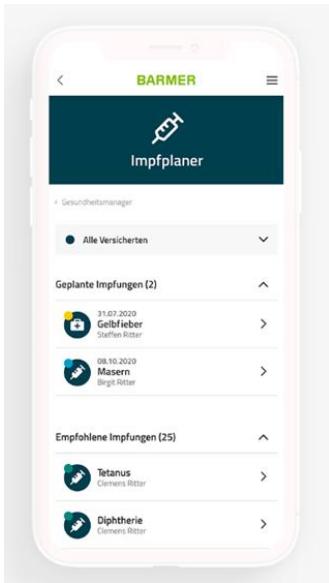 BARMER
Impfplaner
Gesundheitsmanager
Alle Versicherten
Geplante Impfungen (2)
31.07.2020
Gelbfieber
Steffen Ritter
08.10.2020
Masern
Birgit Ritter
Empfohlene Impfungen (25)
Tetanus
Clemens Ritter
Diphtherie
Clemens Ritter